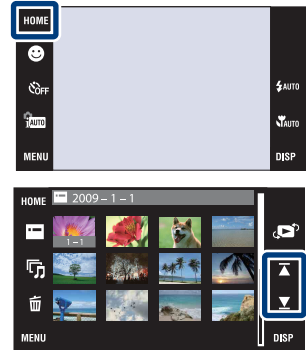 HOME
OFF
AUTO
AUTO
AUTO
MENU
DISP
HOME
2009 – 1 – 1
1 – 1
MENU
DISP